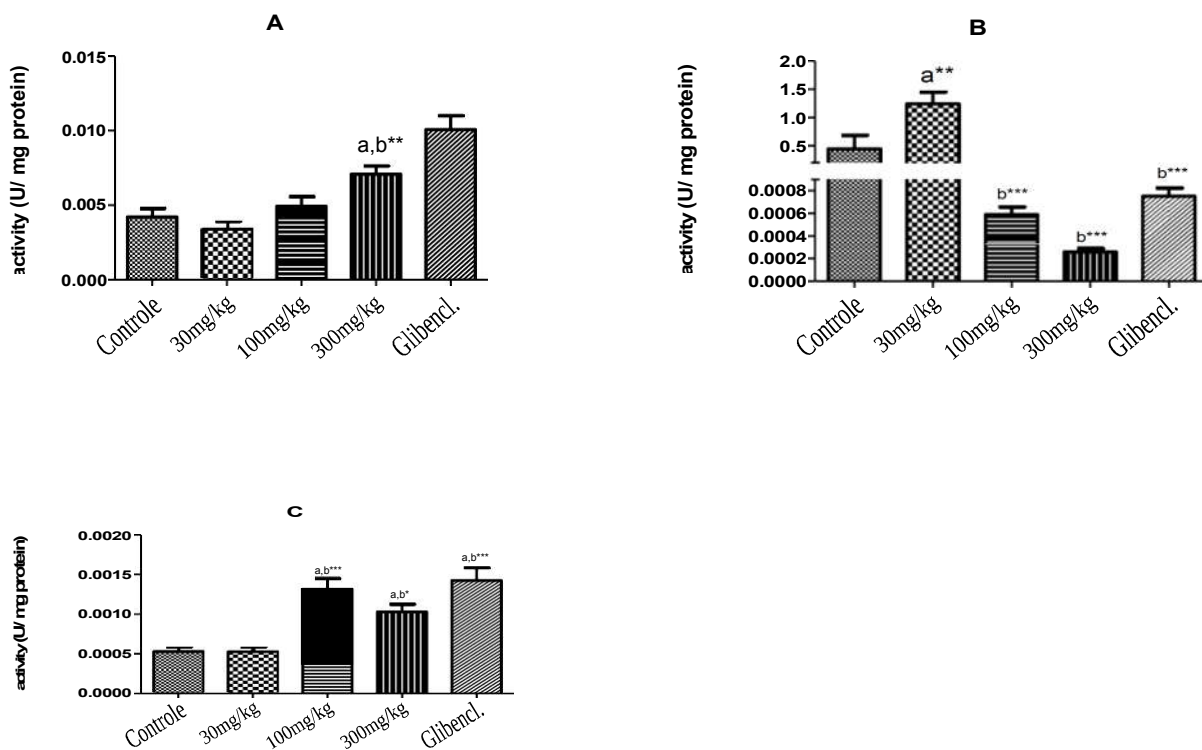 A
activity (U/ mg protein)
0.015
0.010
0.005
0.000
a,b**
Controle
30mg/kg
100mg/kg
300mg/kg
Glibencl.
B
activity (U/ mg protein)
2.0
1.5
1.0
0.5
0.0008
0.0006
0.0004
0.0002
0.0000
a**
b***
b***
b***
Controle
30mg/kg
100mg/kg
300mg/kg
Glibencl.
C
activity (U/ mg protein)
0.0020
0.0015
0.0010
0.0005
0.0000
a,b***
a,b*
a,b***
Controle
30mg/kg
100mg/kg
300mg/kg
Glibencl.